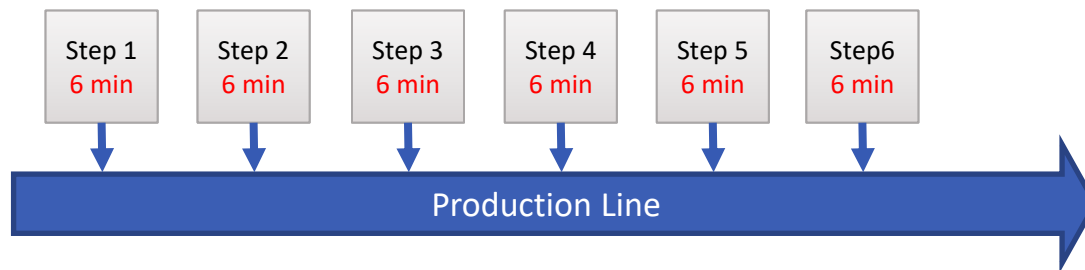 Step 1
6 min
Step 2
6 min
Step 3
6 min
Step 4
6 min
Step 5
6 min
Step6
6 min
Production Line